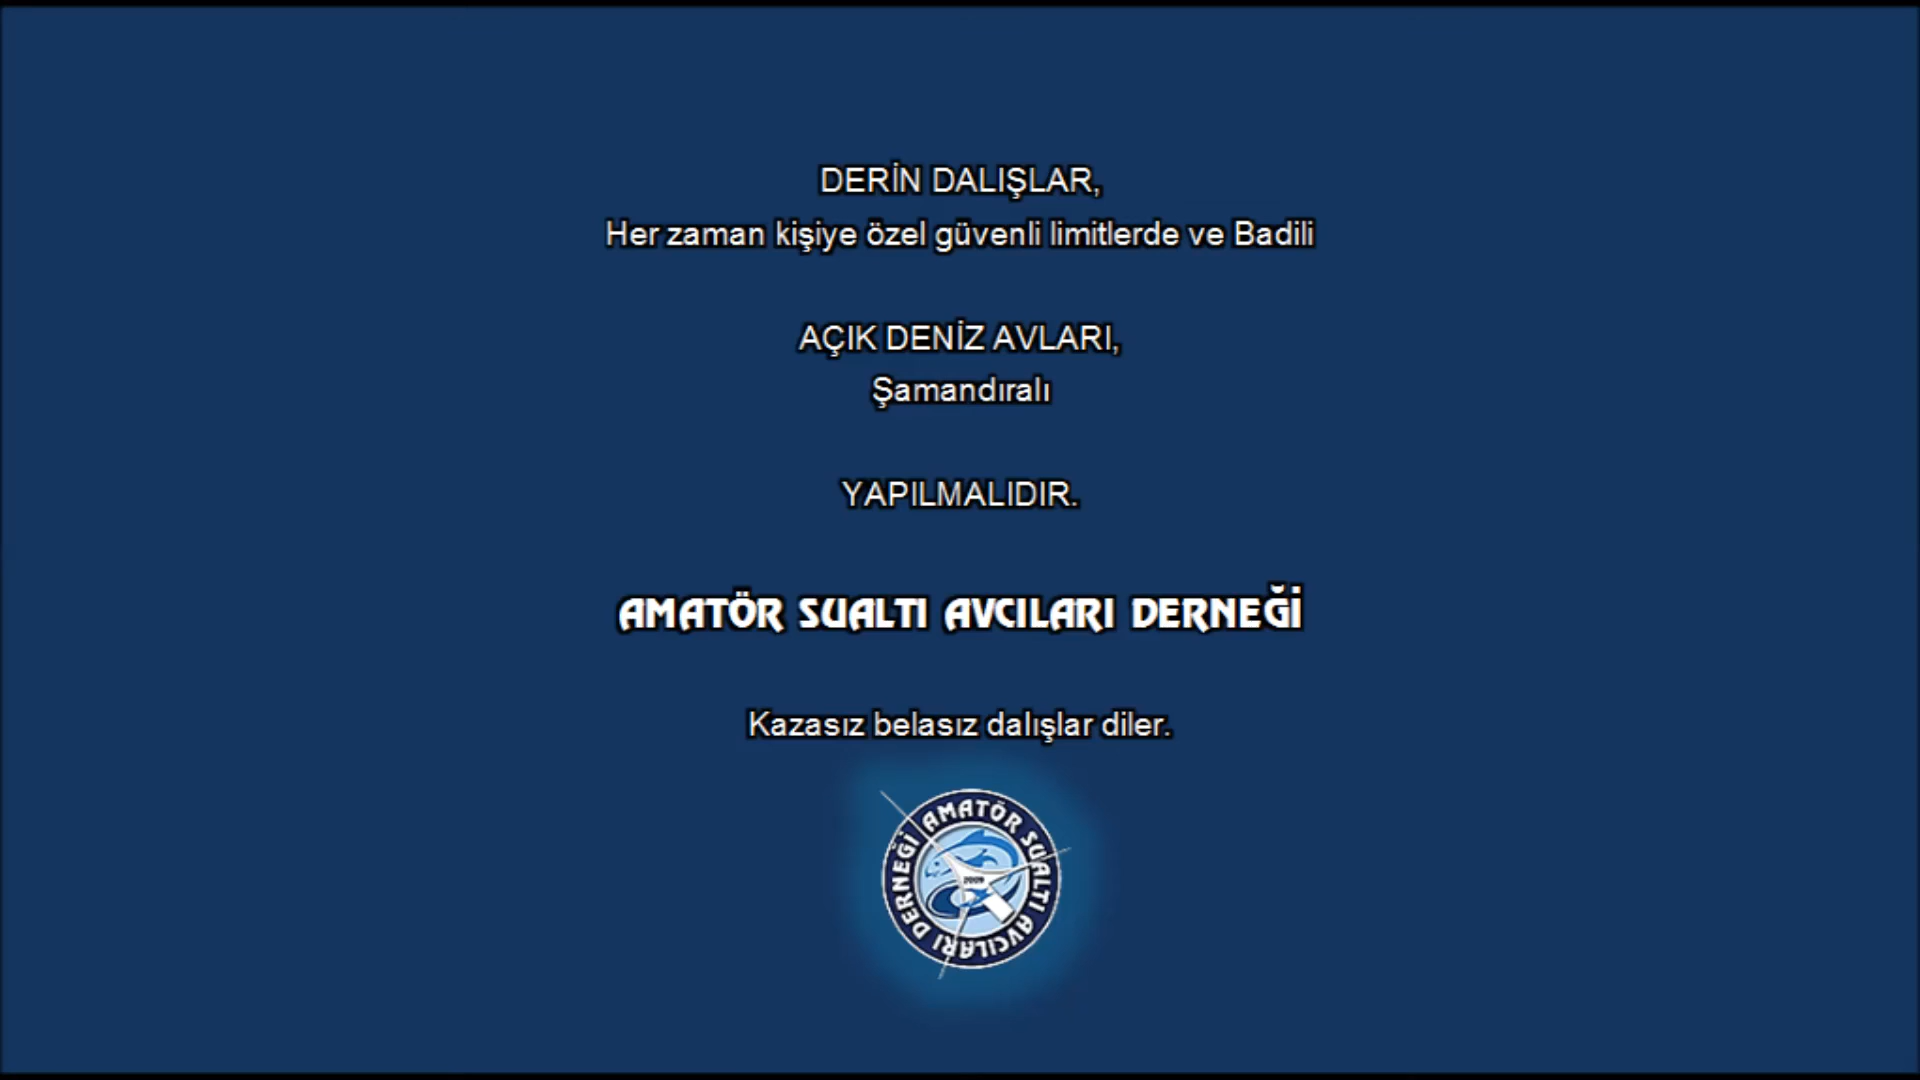 DERİN DALIŞLAR,
Her zaman kişiye özel güvenli limitlerde ve Badili
AÇIK DENİZ AVLARI,
Şamandıralı
YAPILMALIDIR.
AMATÖR SUALTI AVCILARI DERNEĞİ
Kazasız belasız dalışlar diler.
AMATÖR SUALTI AVCILARI DERNEĞİ
2009